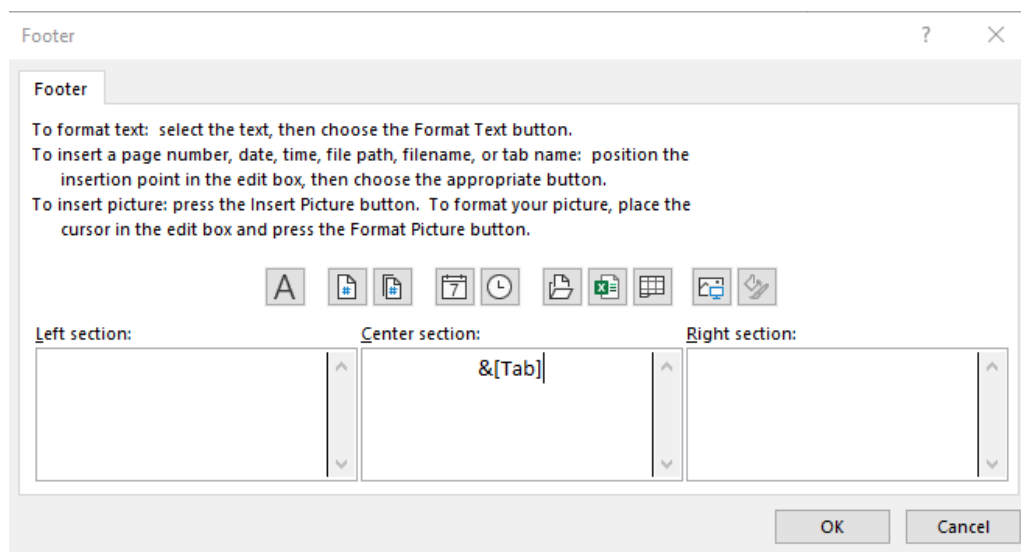 Footer
?
Footer
To format text:  select the text, then choose the Format Text button.
To insert a page number, date, time, file path, filename, or tab name:  position the
insertion point in the edit box, then choose the appropriate button.
To insert picture: press the Insert Picture button.  To format your picture, place the
cursor in the edit box and press the Format Picture button.
A # # 7 x
Left section: Center section: Right section:
&[Tab]
OK Cancel